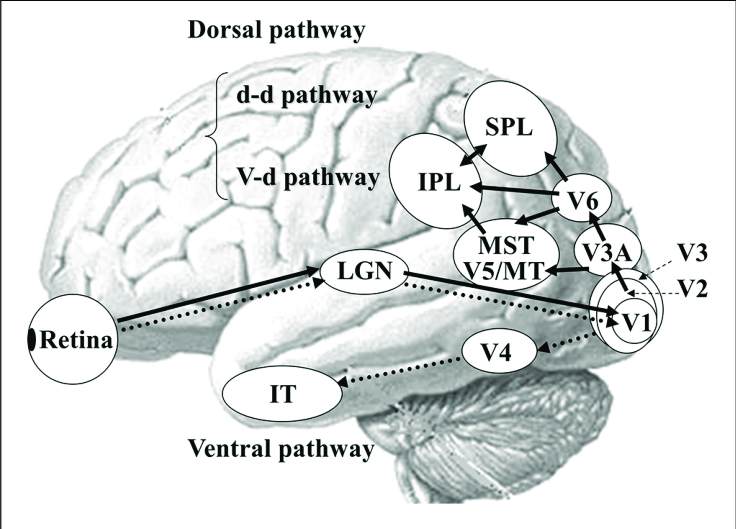 Dorsal pathway
d-d pathway
SPL
V-d pathway
IPL
V6
MST
V5/MT
V3A
V3
LGN
V2
V1
Retina
V4
IT
Ventral pathway